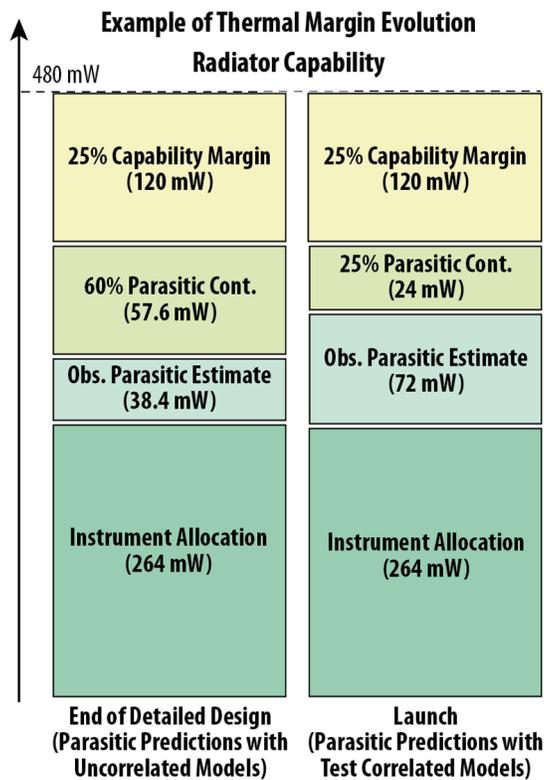 Example of Thermal Margin Evolution
Radiator Capability
480 mW
25% Capability Margin
(120 mW)
60% Parasitic Cont.
(57.6 mW)
Obs. Parasitic Estimate
(38.4 mW)
Instrument Allocation
(264 mW)
End of Detailed Design
(Parasitic Predictions with
Uncorrelated Models)
25% Capability Margin
(120 mW)
25% Parasitic Cont.
(24 mW)
Obs. Parasitic Estimate
(72 mW)
Instrument Allocation
(264 mW)
Launch
(Parasitic Predictions with
Test Correlated Models)